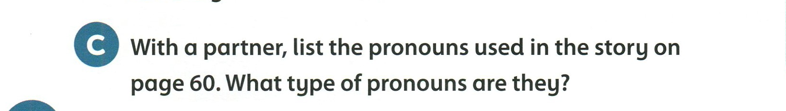 C With a partner, list the pronouns used in the story on
page 60. What type of pronouns are they?